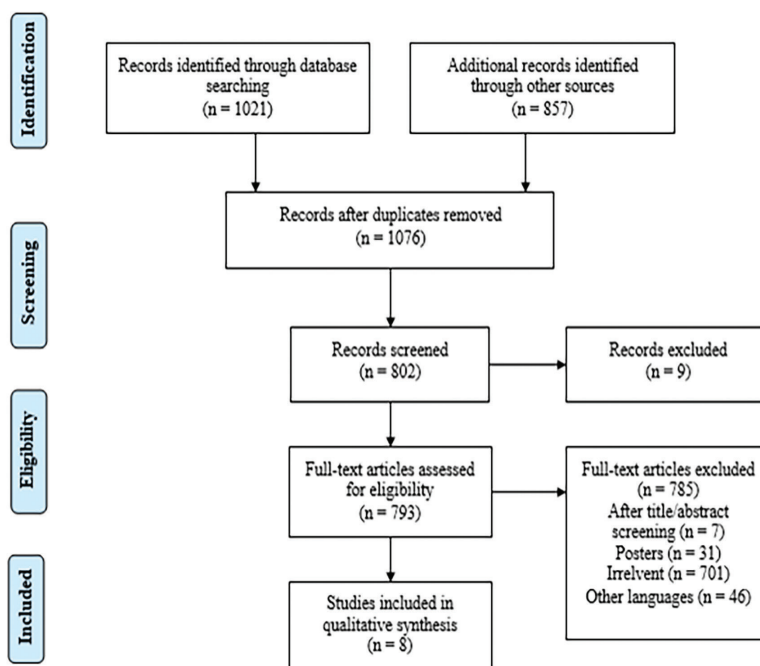 Identification
Records identified through database
searching
(n = 1021)
Additional records identified
through other sources
(n = 857)
Screening
Records after duplicates removed
(n = 1076)
Records screened
(n = 802)
Records excluded
(n = 9)
Eligibility
Full-text articles assessed
for eligibility
(n = 793)
Full-text articles excluded
(n = 785)
After title/abstract
screening (n = 7)
Posters (n = 31)
Irrelvent (n = 701)
Other languages (n = 46)
Included
Studies included in
qualitative synthesis
(n = 8)